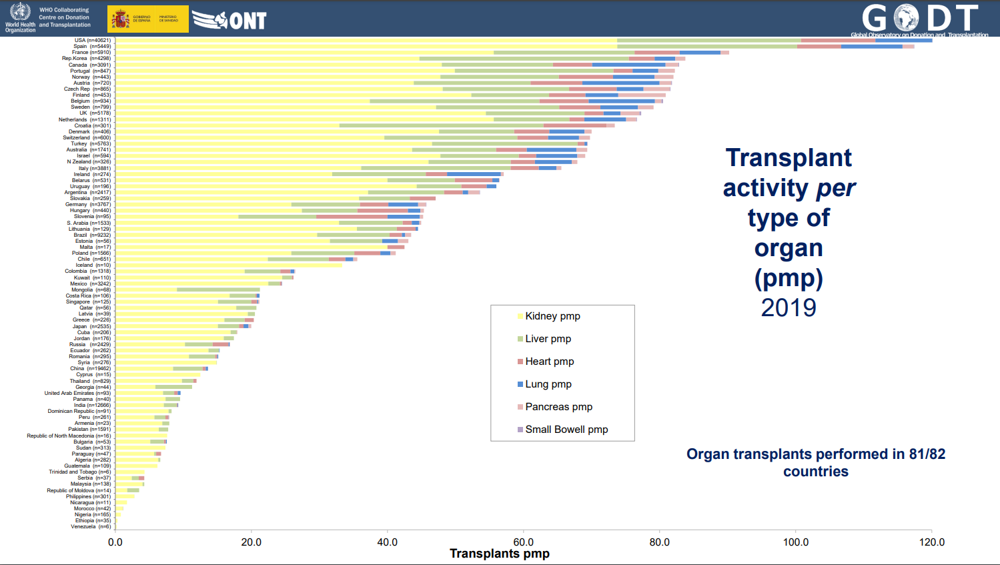 World Health
Organization
WHO Collaborating
Centre on Donation
and Transplantation
GOBIERNO
DE ESPAÑA
MINISTERIO
DE SANIDAD
ONT
GODT
Global Observatory on Donation and Transplantation
USA (n=40621)
Spain (n=5449)
France (n=5910)
Rep.Korea (n=4298)
Canada (n=3091)
Portugal (n=847)
Norway (n=443)
Austria (n=720)
Czech Rep (n=865)
Finland (n=453)
Belgium (n=934)
Sweden (n=799)
UK (n=5178)
Netherlands (n=1311)
Croatia (n=301)
Denmark (n=406)
Switzerland (n=600)
Turkey (n=5763)
Australia (n=1741)
Israel (n=594)
N Zealand (n=326)
Italy (n=3881)
Ireland (n=274)
Belarus (n=531)
Uruguay (n=196)
Argentina (n=2417)
Slovakia (n=259)
Germany (n=3767)
Hungary (n=440)
Slovenia (n=95)
S. Arabia (n=1533)
Lithuania (n=129)
Brazil (n=9232)
Estonia (n=56)
Malta (n=17)
Poland (n=1566)
Chile (n=651)
Iceland (n=10)
Colombia (n=1318)
Kuwait (n=110)
Mexico (n=3242)
Mongolia (n=68)
Costa Rica (n=106)
Singapore (n=125)
Qatar (n=56)
Latvia (n=39)
Greece (n=226)
Japan (n=2535)
Cuba (n=206)
Jordan (n=176)
Russia (n=2429)
Ecuador (n=262)
Romania (n=295)
Syria (n=276)
China (n=19462)
Cyprus (n=15)
Thailand (n=829)
Georgia (n=44)
United Arab Emirates (n=93)
Panama (n=40)
India (n=12666)
Dominican Republic (n=91)
Peru (n=261)
Armenia (n=23)
Pakistan (n=1591)
Republic of North Macedonia (n=16)
Bulgaria (n=53)
Sudan (n=313)
Paraguay (n=47)
Algeria (n=282)
Guatemala (n=109)
Trinidad and Tobago (n=6)
Serbia (n=37)
Malaysia (n=138)
Republic of Moldova (n=14)
Philippines (n=301)
Nicaragua (n=11)
Morocco (n=42)
Nigeria (n=165)
Ethiopia (n=35)
Venezuela (n=6)
0.0 20.0 40.0 60.0 80.0 100.0 120.0
Transplants pmp
Transplant
activity per
type of
organ
(pmp)
2019
Kidney pmp
Liver pmp
Heart pmp
Lung pmp
Pancreas pmp
Small Bowell pmp
Organ transplants performed in 81/82
countries